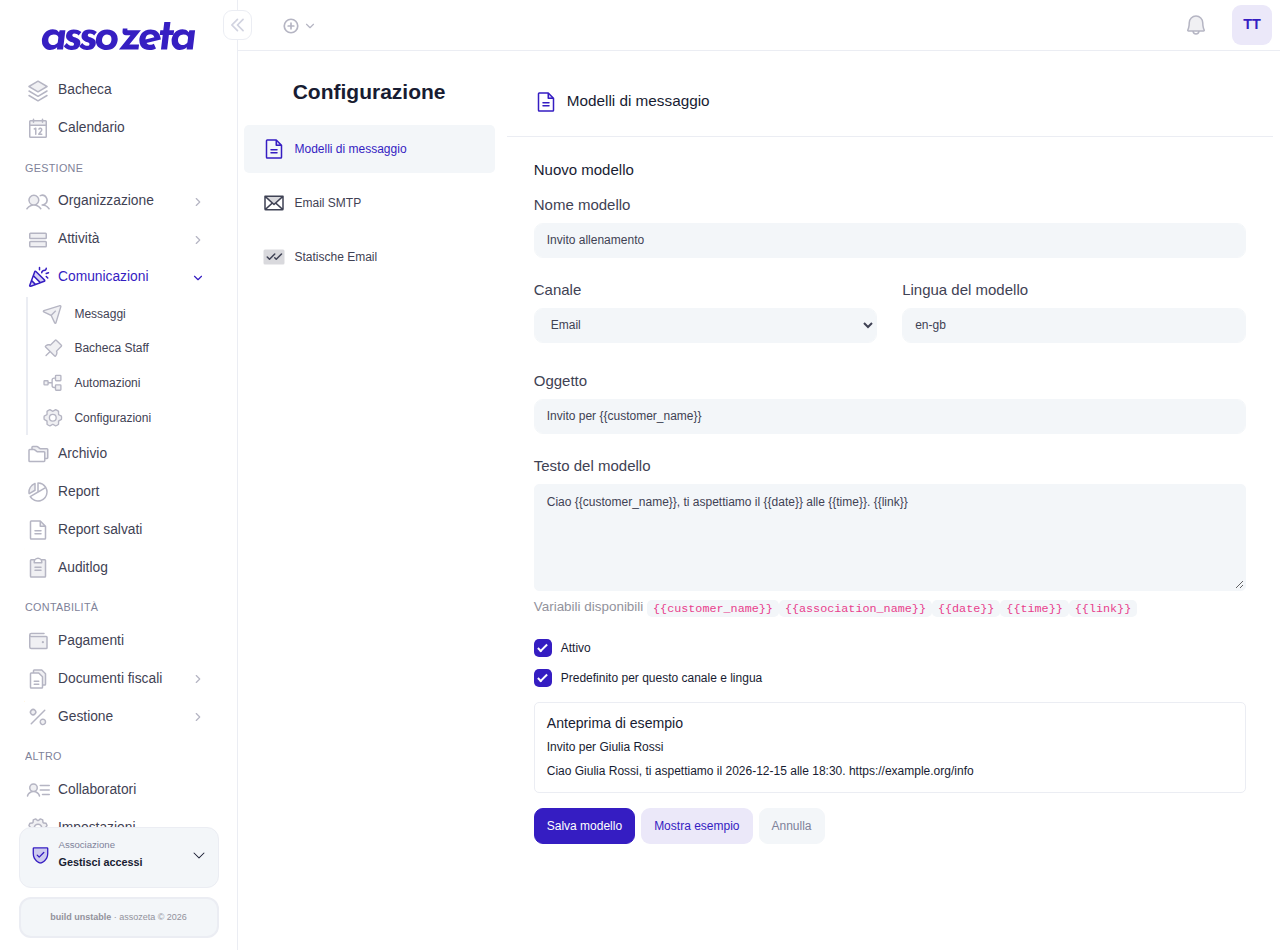 assozeta
TT
Bacheca
Calendario
GESTIONE
Organizzazione
Attività
Comunicazioni
Messaggi
Bacheca Staff
Automazioni
Configurazioni
Archivio
Report
Report salvati
Auditlog
CONTABILITÀ
Pagamenti
Documenti fiscali
Gestione
ALTRO
Collaboratori
Impostazioni
Associazione
Gestisci accessi
build unstable - assozeta © 2026
Configurazione
Modelli di messaggio
Email SMTP
Statische Email
Modelli di messaggio
Nuovo modello
Nome modello
Invito allenamento
Canale Lingua del modello
Email en-gb
Oggetto
Invito per {{customer_name}}
Testo del modello
Ciao {{customer_name}}, ti aspettiamo il {{date}} alle {{time}}. {{link}}
Variabili disponibili {{customer_name}} {{association_name}} {{date}} {{time}} {{link}}
Attivo
Predefinito per questo canale e lingua
Anteprima di esempio
Invito per Giulia Rossi
Ciao Giulia Rossi, ti aspettiamo il 2026-12-15 alle 18:30. https://example.org/info
Salva modello Mostra esempio Annulla